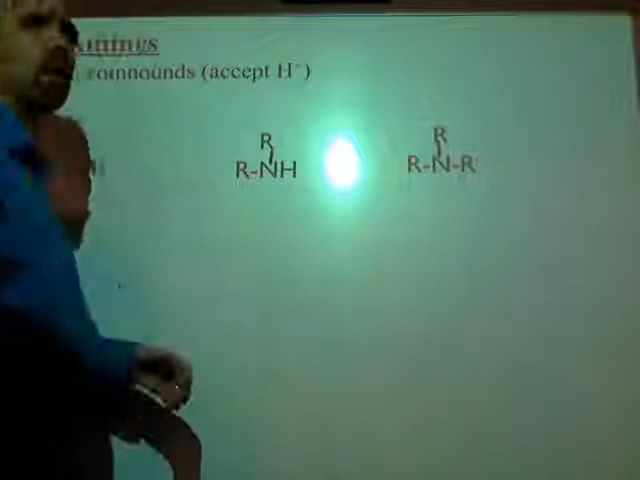 Amines
compounds (accept H⁺)
R R
R-NH R-N-R'